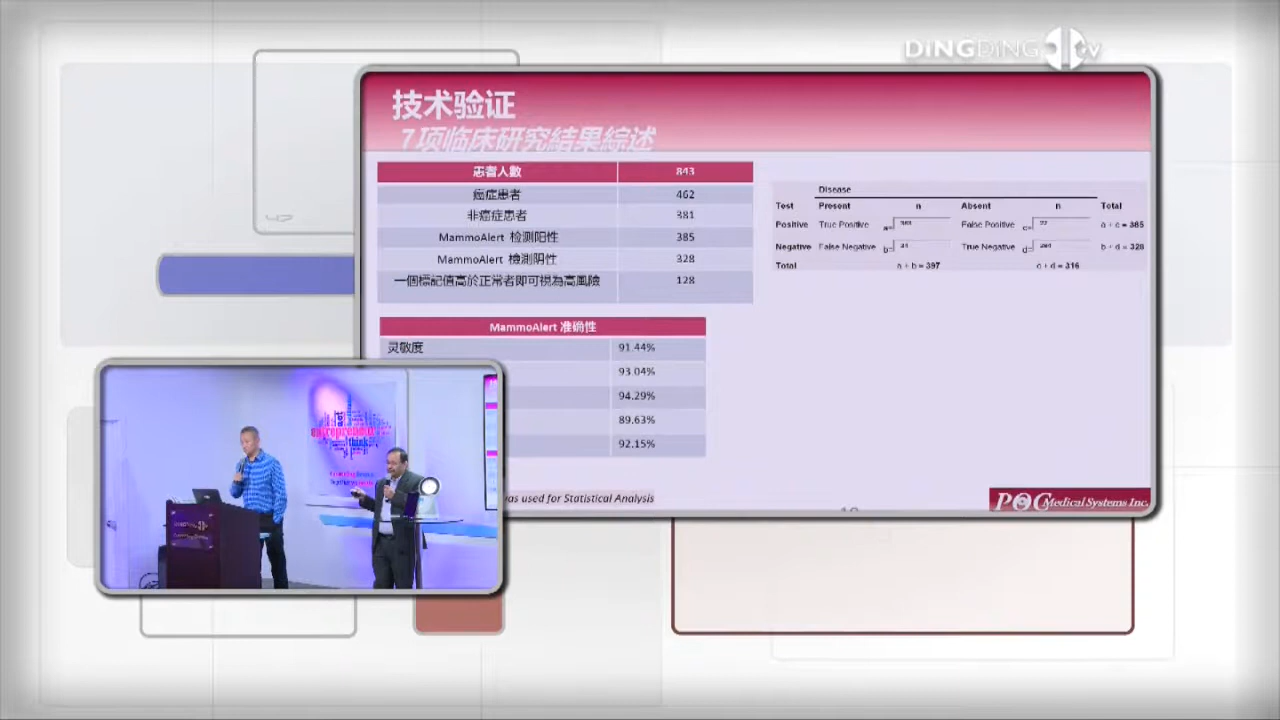 DiNGDiNG TV
技术验证
7项临床研究結果綜述
患者人數 843
癌症患者 462
非癌症患者 381
MammoAlert 检测阳性 385
MammoAlert 檢測阴性 328
一個標記值高於正常者即可視為高風險 128
Disease
Test Present n Absent n Total
Positive True Positive a= 363 False Positive c= 22 a + c = 385
Negative False Negative b= 34 True Negative d= b + d = 328
Total a + b = 397 c + d = 316
MammoAlert 准确性
灵敏度 91.44%
93.04%
94.29%
89.63%
92.15%
was used for Statistical Analysis
POC Medical Systems Inc.
entrepreneur
think